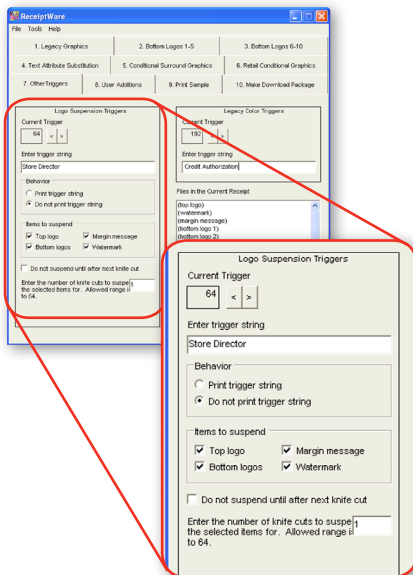 ReceiptWare
File Tools Help
1. Legacy Graphics
2. Bottom Logos 1-5
3. Bottom Logos 6-10
4. Text Attribute Substitution
5. Conditional Surround Graphics
6. Retail Conditional Graphics
7. OtherTriggers
8. User Additions
9. Print Sample
10. Make Download Package
Logo Suspension Triggers
Current Trigger
64
< >
Enter trigger string
Store Director
Behavior
Print trigger string
Do not print trigger string
Items to suspend
Top logo
Margin message
Bottom logos
Watermark
Do not suspend until after next knife cut
Enter the number of knife cuts to suspe 1
the selected items for. Allowed range i
to 64.
Legacy Color Triggers
Current Trigger
192
< >
Enter trigger string
Credit Authorization
Files in the Current Receipt
(top logo)
(watermark)
(margin message)
(bottom logo 1)
(bottom logo 2)
Logo Suspension Triggers
Current Trigger
64
< >
Enter trigger string
Store Director
Behavior
Print trigger string
Do not print trigger string
Items to suspend
Top logo
Margin message
Bottom logos
Watermark
Do not suspend until after next knife cut
Enter the number of knife cuts to suspe 1
the selected items for. Allowed range i
to 64.